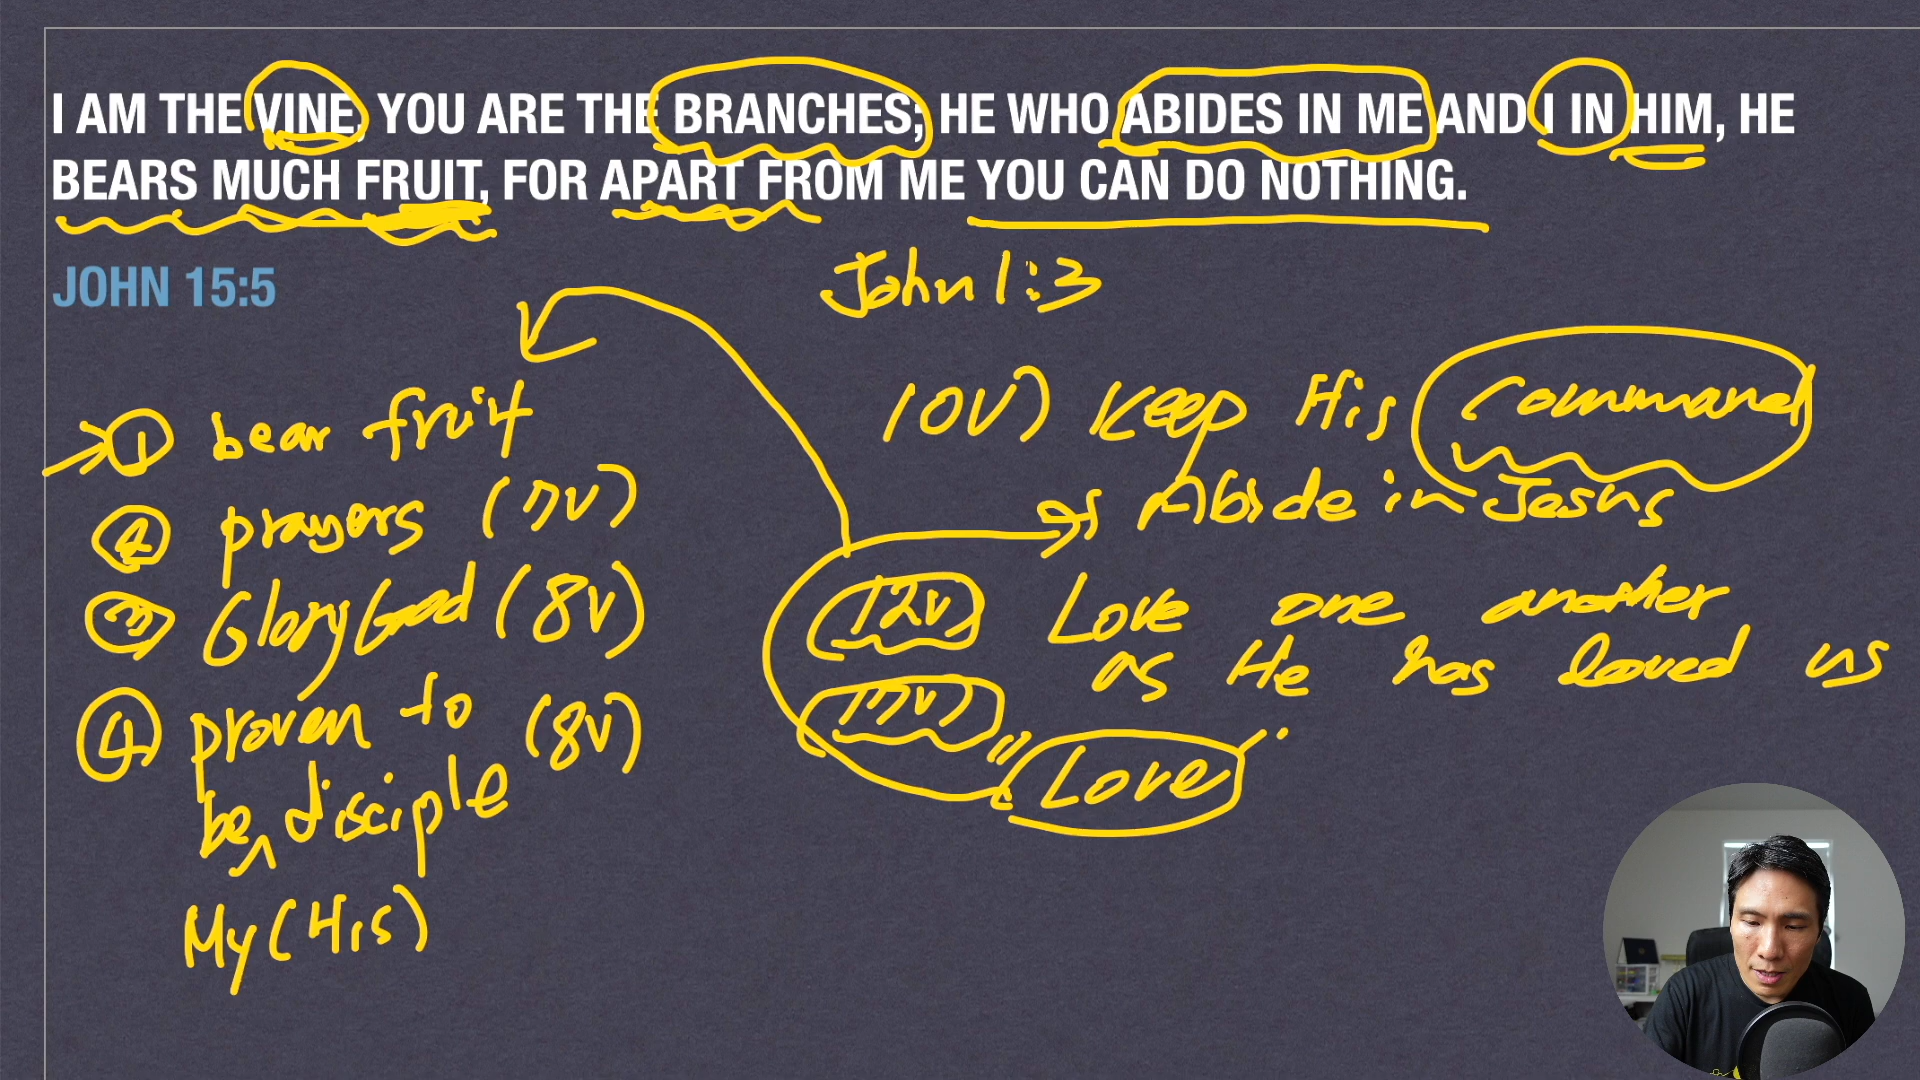 I AM THE VINE, YOU ARE THE BRANCHES; HE WHO ABIDES IN ME AND I IN HIM, HE
BEARS MUCH FRUIT, FOR APART FROM ME YOU CAN DO NOTHING.
JOHN 15:5
John 1:3
① bear fruit
② prayers (7V)
③ Glory God (8V)
④ proven to
be disciple (8V)
^
My (His)
10V) Keep His Command
→ Abide in Jesus
12V) Love one another
as He has loved us
17V) "Love"